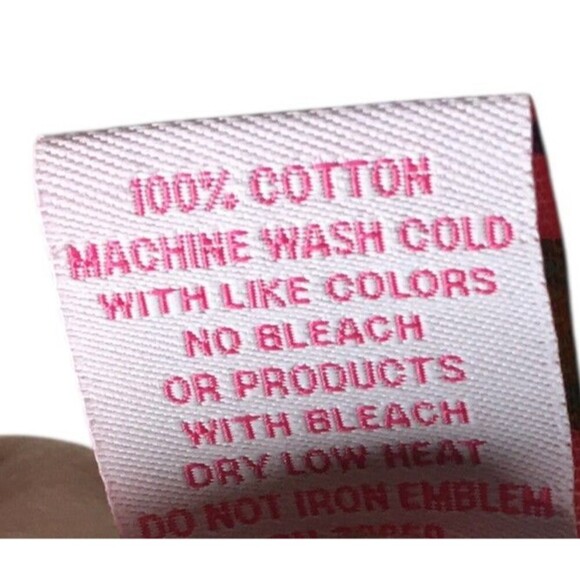 100% COTTON
MACHINE WASH COLD
WITH LIKE COLORS
NO BLEACH
OR PRODUCTS
WITH BLEACH
DRY LOW HEAT
DO NOT IRON EMBLEM